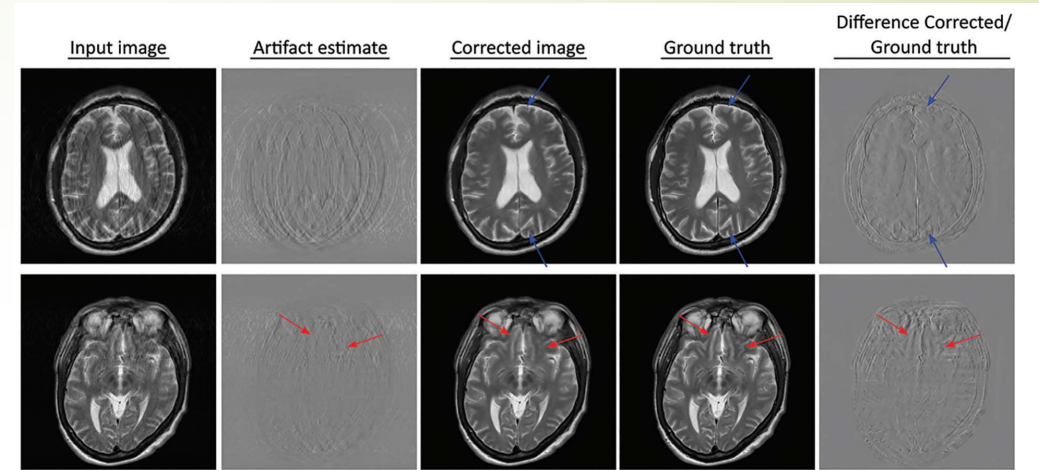 Input image
Artifact estimate
Corrected image
Ground truth
Difference Corrected/
Ground truth